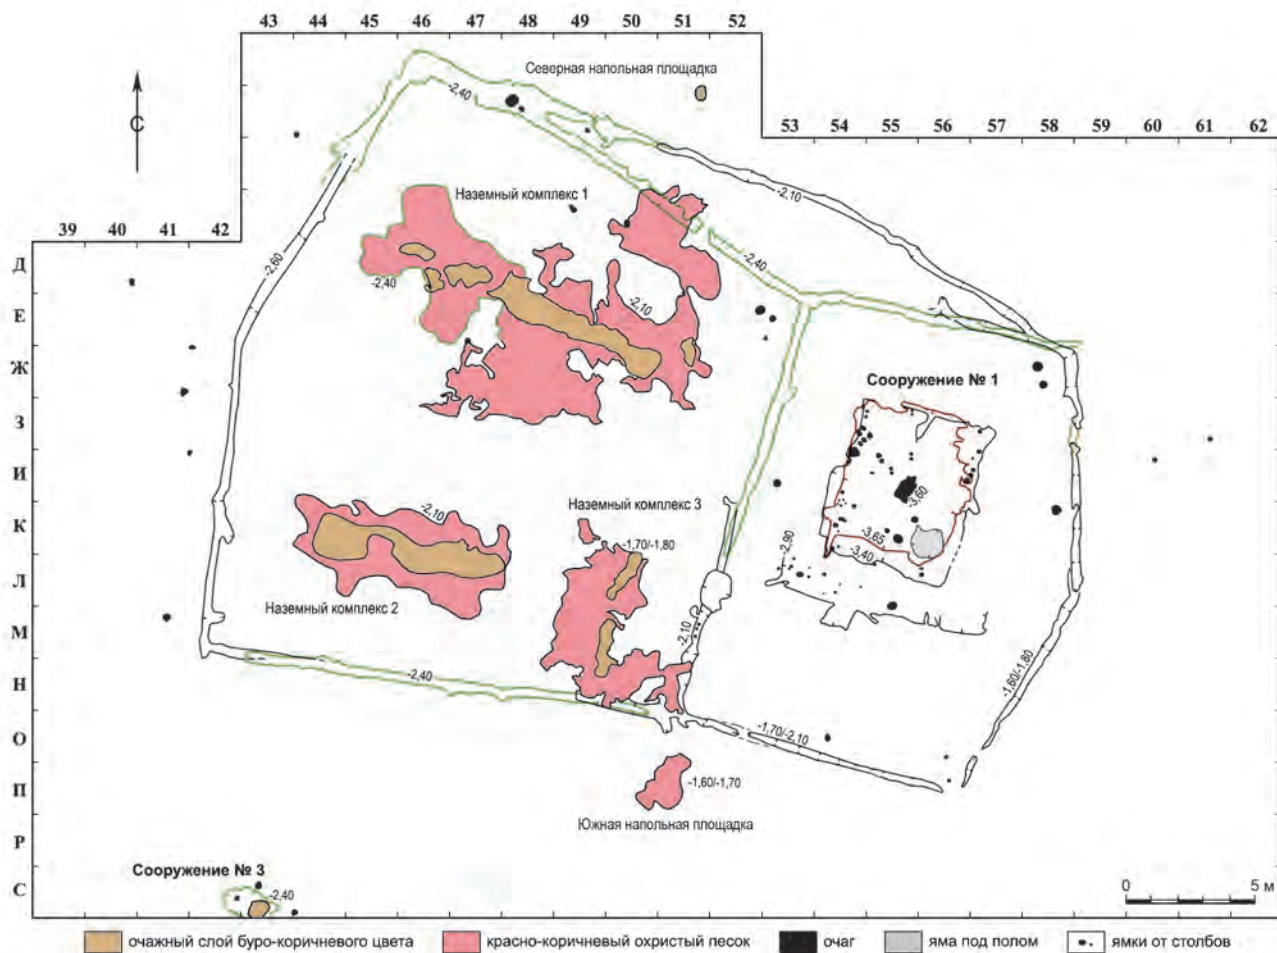 43 44 45 46 47 48 49 50 51 52
Северная напольная площадка
-2,40
С
53 54 55 56 57 58 59 60 61 62
-2,10
Наземный комплекс 1
39 40 41 42
-2,60
-2,40
-2,10
-2,40
Д
Е
Ж
З
И
К
Л
М
Н
О
П
Р
С
Сооружение № 1
-3,60
-3,65
-3,40
-2,90
Наземный комплекс 3
-2,10
-1,70/-1,80
Наземный комплекс 2
-2,10
-2,40
-1,60/-1,80
-1,70/-2,10
-1,60/-1,70
Южная напольная площадка
Сооружение № 3
-2,40
0 5 м
очажный слой буро-коричневого цвета
красно-коричневый охристый песок
очаг
яма под полом
ямки от столбов